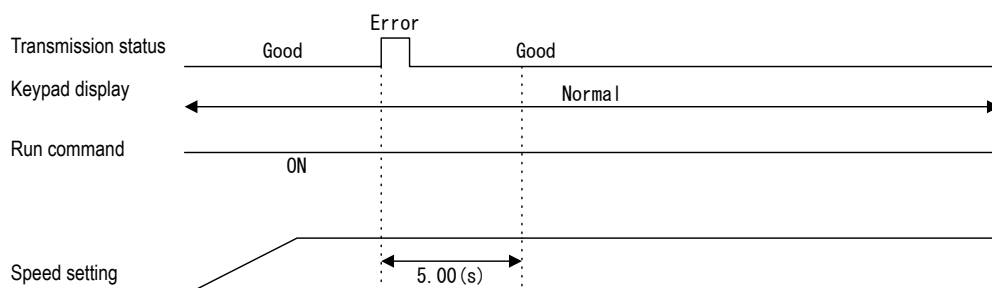 Error
Transmission status
Good
Good
Keypad display
Normal
Run command
ON
Speed setting
5.00(s)